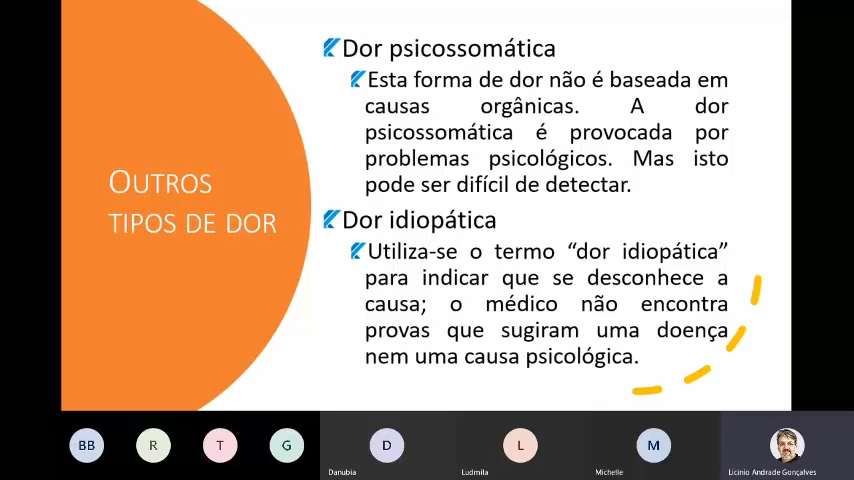 OUTROS
TIPOS DE DOR
Dor psicossomática
Esta forma de dor não é baseada em
causas orgânicas. A dor
psicossomática é provocada por
problemas psicológicos. Mas isto
pode ser difícil de detectar.
Dor idiopática
Utiliza-se o termo “dor idiopática”
para indicar que se desconhece a
causa; o médico não encontra
provas que sugiram uma doença
nem uma causa psicológica.
BB R T G D L M
Danubia Ludmila Michelle Licinio Andrade Gonçalves